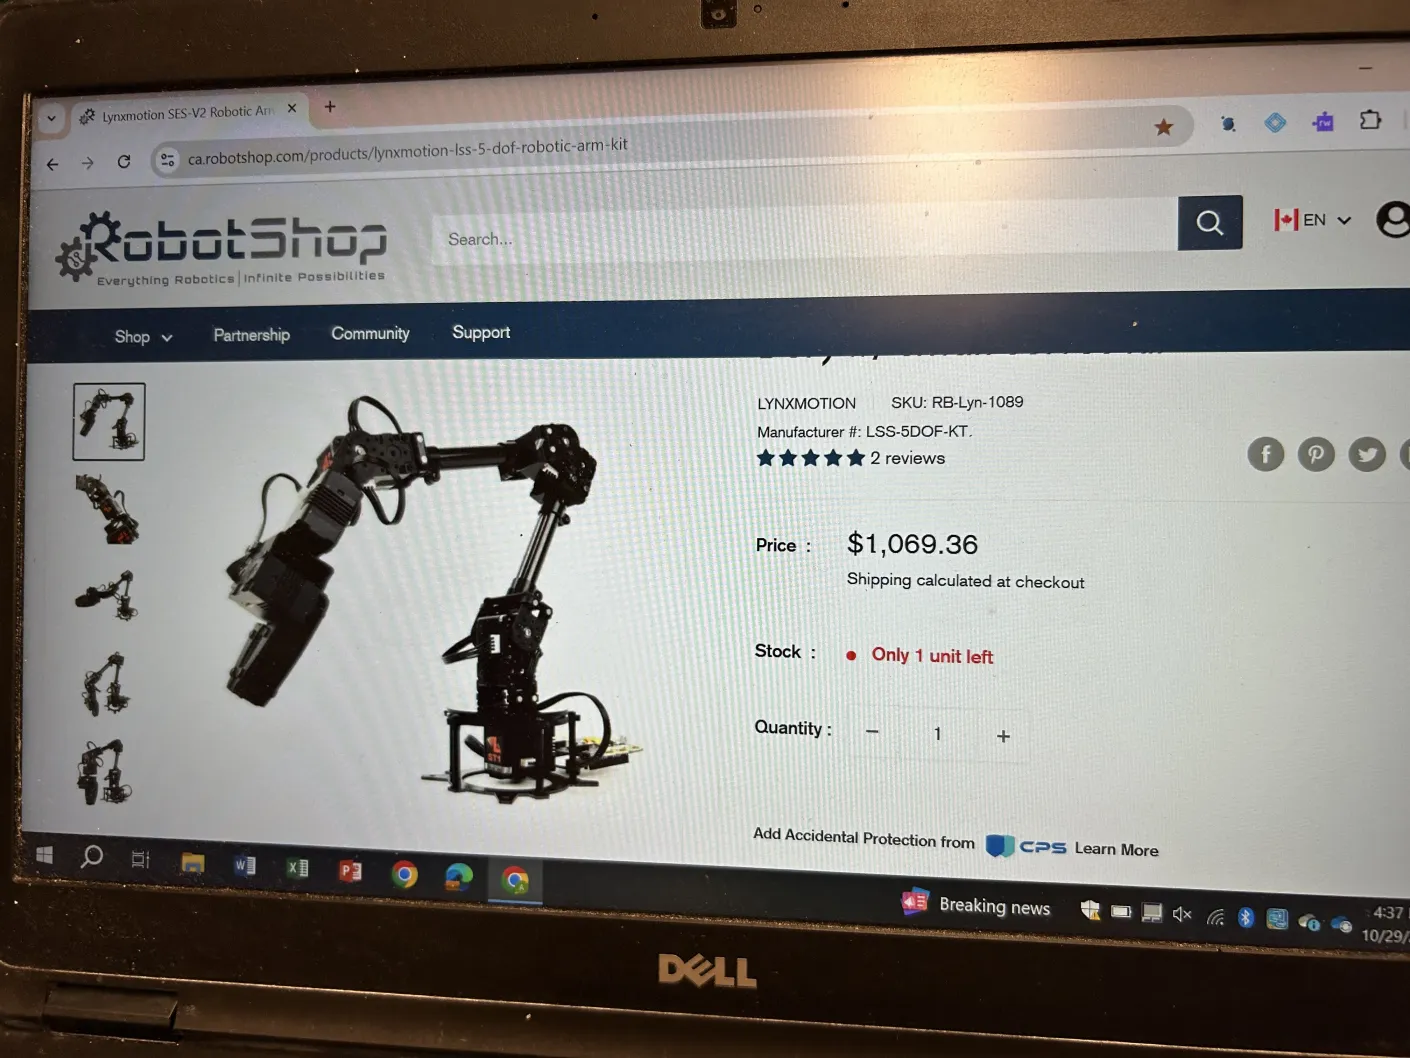 Lynxmotion SES-V2 Robotic Arm
ca.robotshop.com/products/lynxmotion-lss-5-dof-robotic-arm-kit
RobotShop
Everything Robotics | Infinite Possibilities
Search...
EN
Shop
Partnership
Community
Support
LYNXMOTION SKU: RB-Lyn-1089
Manufacturer #: LSS-5DOF-KT.
2 reviews
Price : $1,069.36
Shipping calculated at checkout
Stock : Only 1 unit left
Quantity : − 1 +
Add Accidental Protection from CPS Learn More
Breaking news
4:37
10/29/
DELL